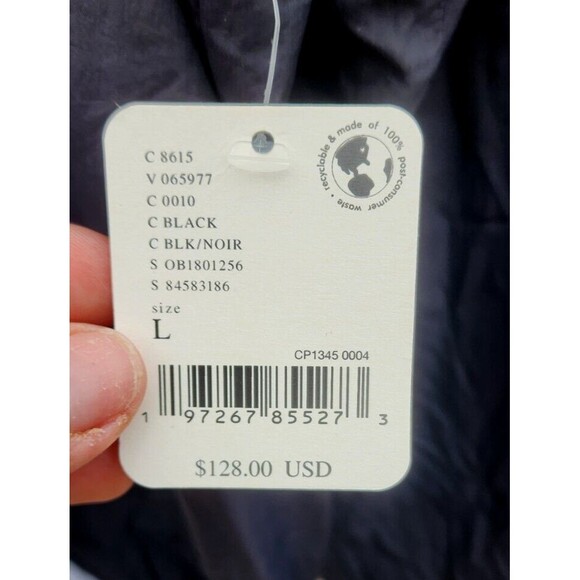 C 8615
V 065977
C 0010
C BLACK
C BLK/NOIR
S OB1801256
S 84583186
size
L
recyclable & made of 100% post-consumer waste •
CP1345 0004
1 97267 85527 3
$128.00 USD